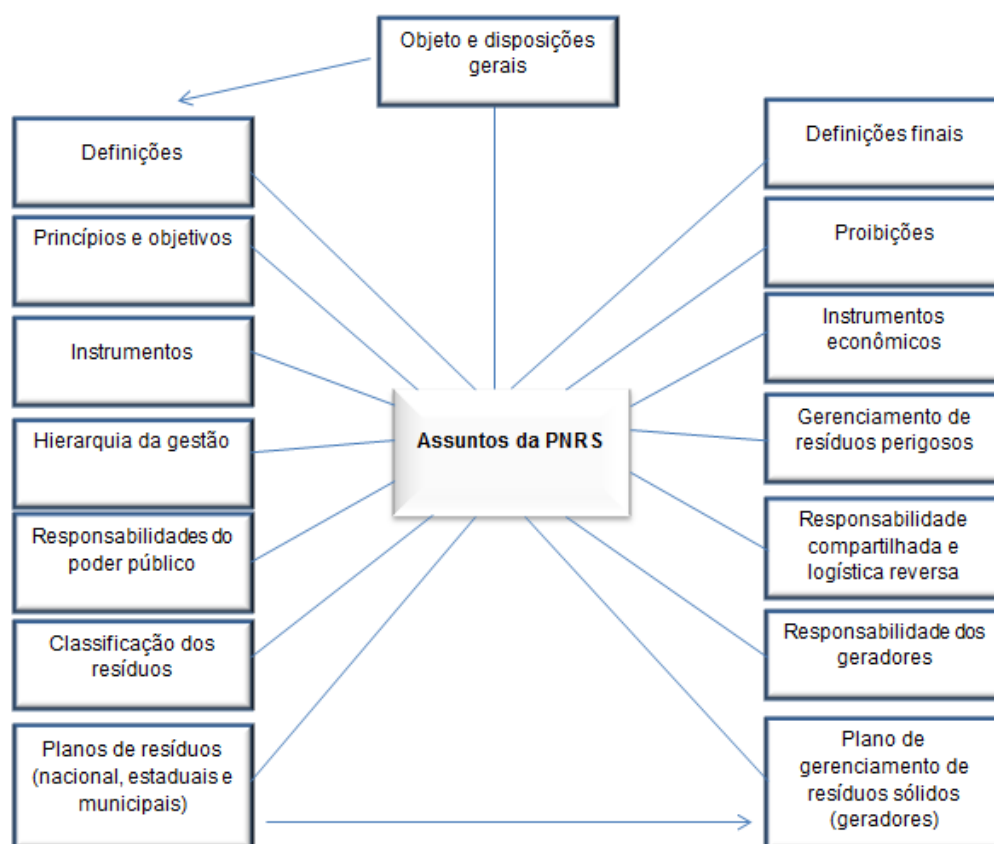 Objeto e disposições
gerais
Definições
Princípios e objetivos
Instrumentos
Hierarquia da gestão
Responsabilidades do
poder público
Classificação dos
resíduos
Planos de resíduos
(nacional, estaduais e
municipais)
Assuntos da PNRS
Definições finais
Proibições
Instrumentos
econômicos
Gerenciamento de
resíduos perigosos
Responsabilidade
compartilhada e
logística reversa
Responsabilidade dos
geradores
Plano de
gerenciamento de
resíduos sólidos
(geradores)